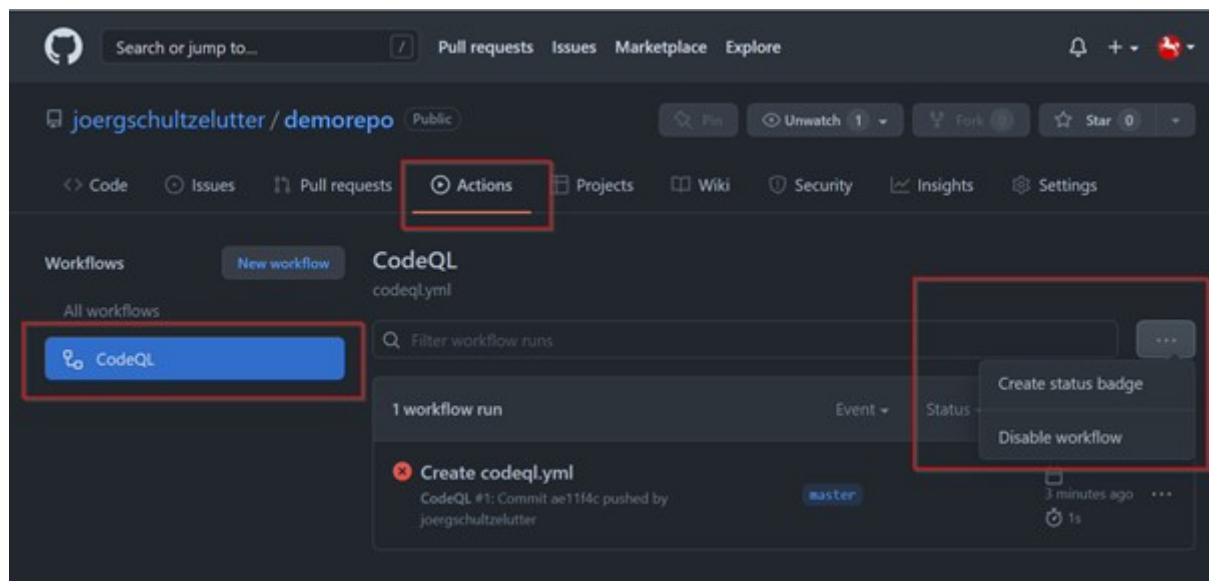 Search or jump to... / Pull requests Issues Marketplace Explore
joergschultzelutter / demorepo Public Pin Unwatch 1 Fork 0 Star 0
Code Issues Pull requests Actions Projects Wiki Security Insights Settings
Workflows New workflow CodeQL
codeql.yml
All workflows
CodeQL Filter workflow runs ...
Create status badge
1 workflow run Event Status
Disable workflow
Create codeql.yml
CodeQL #1: Commit ae11f4c pushed by master 3 minutes ago ...
joergschultzelutter 1s